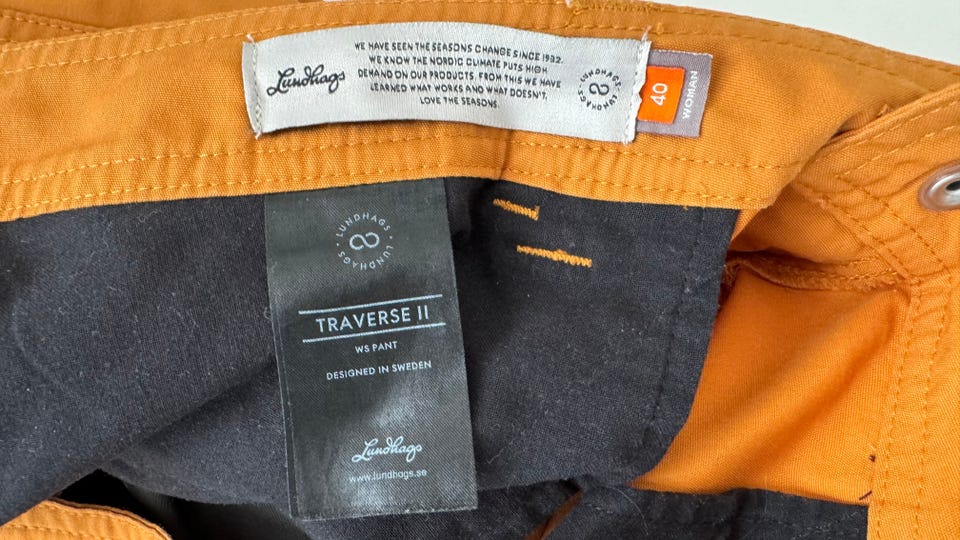 Lundhags
WE HAVE SEEN THE SEASONS CHANGE SINCE 1932.
WE KNOW THE NORDIC CLIMATE PUTS HIGH
DEMAND ON OUR PRODUCTS. FROM THIS WE HAVE
LEARNED WHAT WORKS AND WHAT DOESN'T.
LOVE THE SEASONS.
LUNDHAGS · LUNDHAGS
40
WOMAN
LUNDHAGS · LUNDHAGS ·
TRAVERSE II
WS PANT
DESIGNED IN SWEDEN
Lundhags
www.lundhags.se